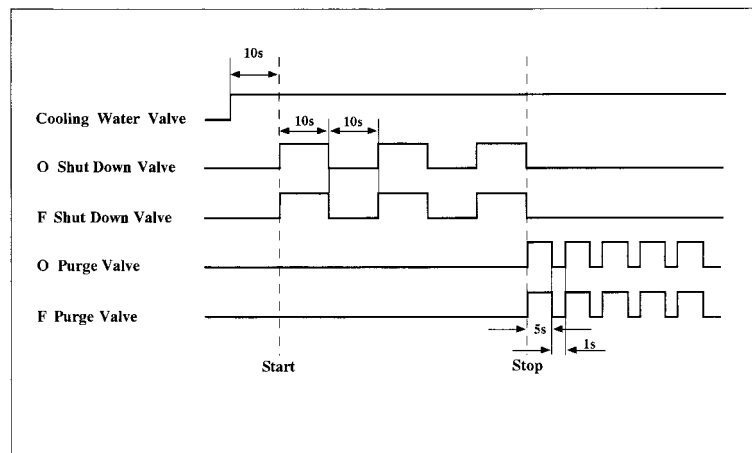 10s
Cooling Water Valve
10s 10s
O Shut Down Valve
F Shut Down Valve
O Purge Valve
F Purge Valve
5s
1s
Start
Stop